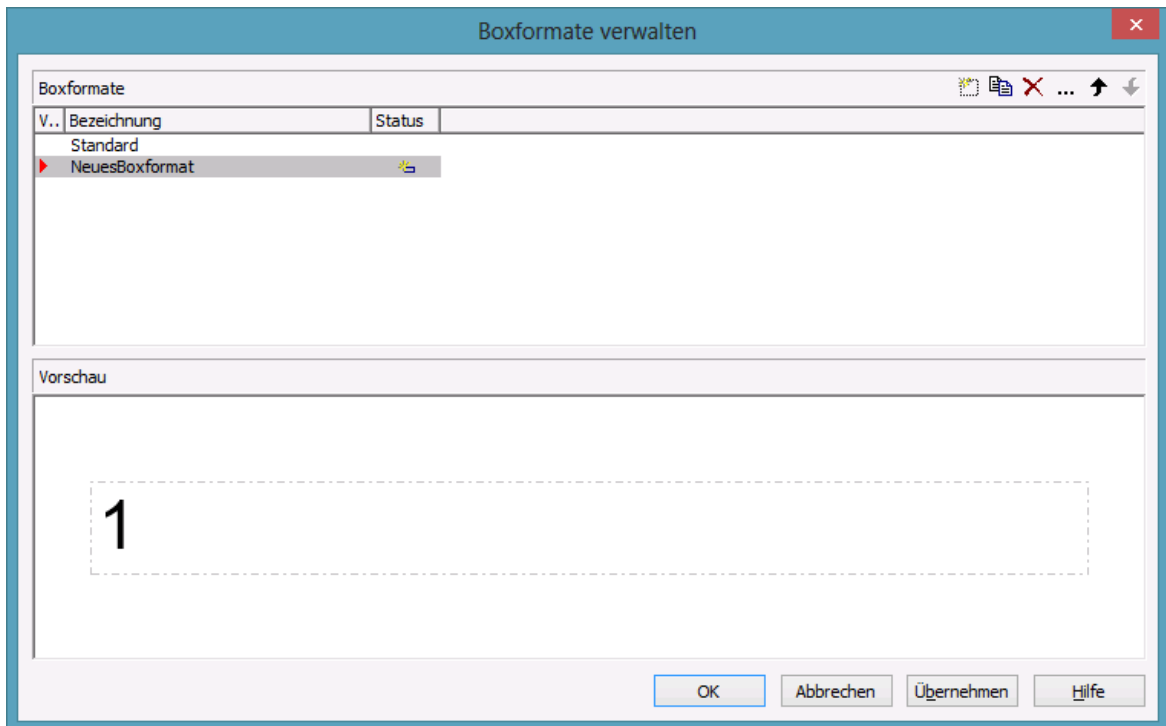 Boxformate verwalten
Boxformate ...
V.. Bezeichnung Status
Standard
NeuesBoxformat
Vorschau
1
OK Abbrechen Übernehmen Hilfe